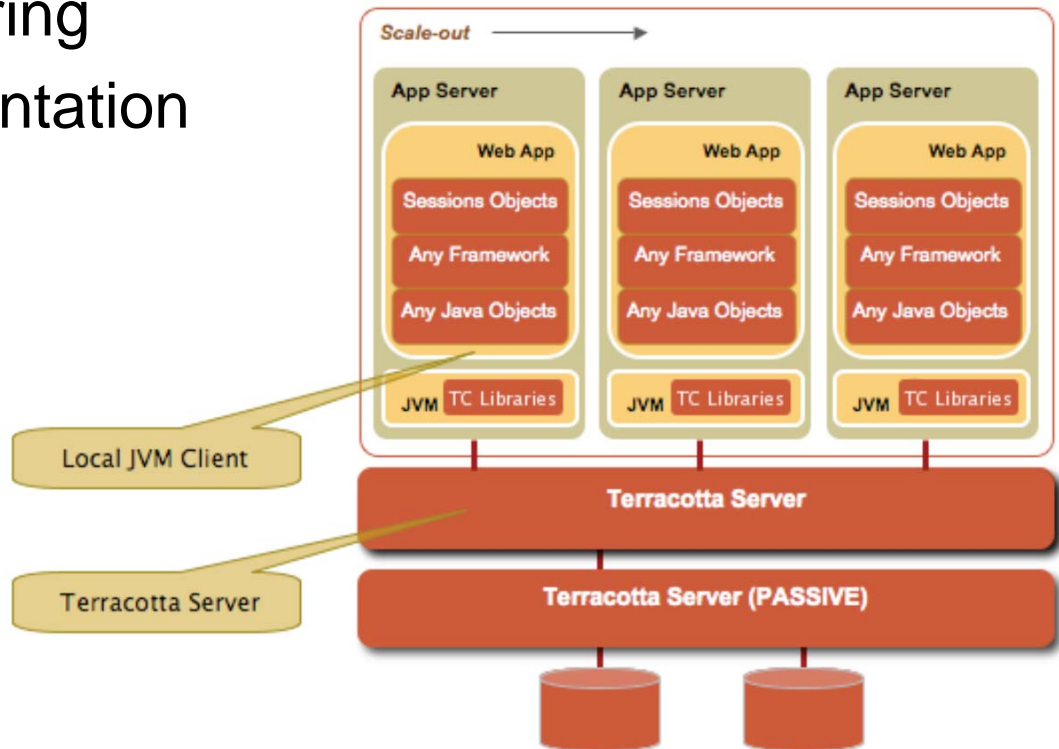 ring
ntation
Scale-out
App Server
Web App
Sessions Objects
Any Framework
Any Java Objects
JVM TC Libraries
App Server
Web App
Sessions Objects
Any Framework
Any Java Objects
JVM TC Libraries
App Server
Web App
Sessions Objects
Any Framework
Any Java Objects
JVM TC Libraries
Local JVM Client
Terracotta Server
Terracotta Server
Terracotta Server (PASSIVE)